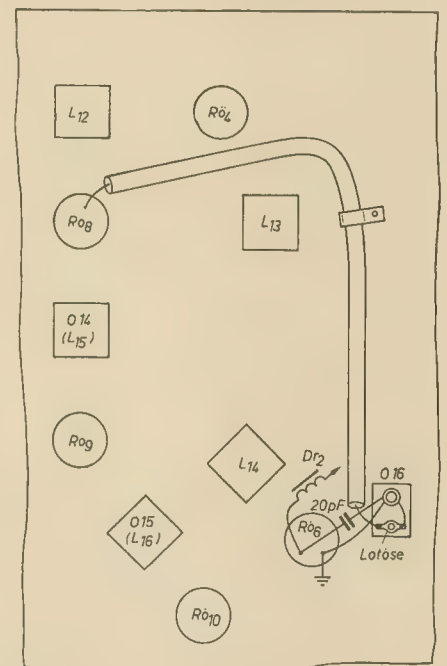 L12
Rö4
Rö8
L13
O14
(L15)
Rö9
L14
Dr2
O16
20pF
Rö6
O15
(L16)
Lötöse
Rö10